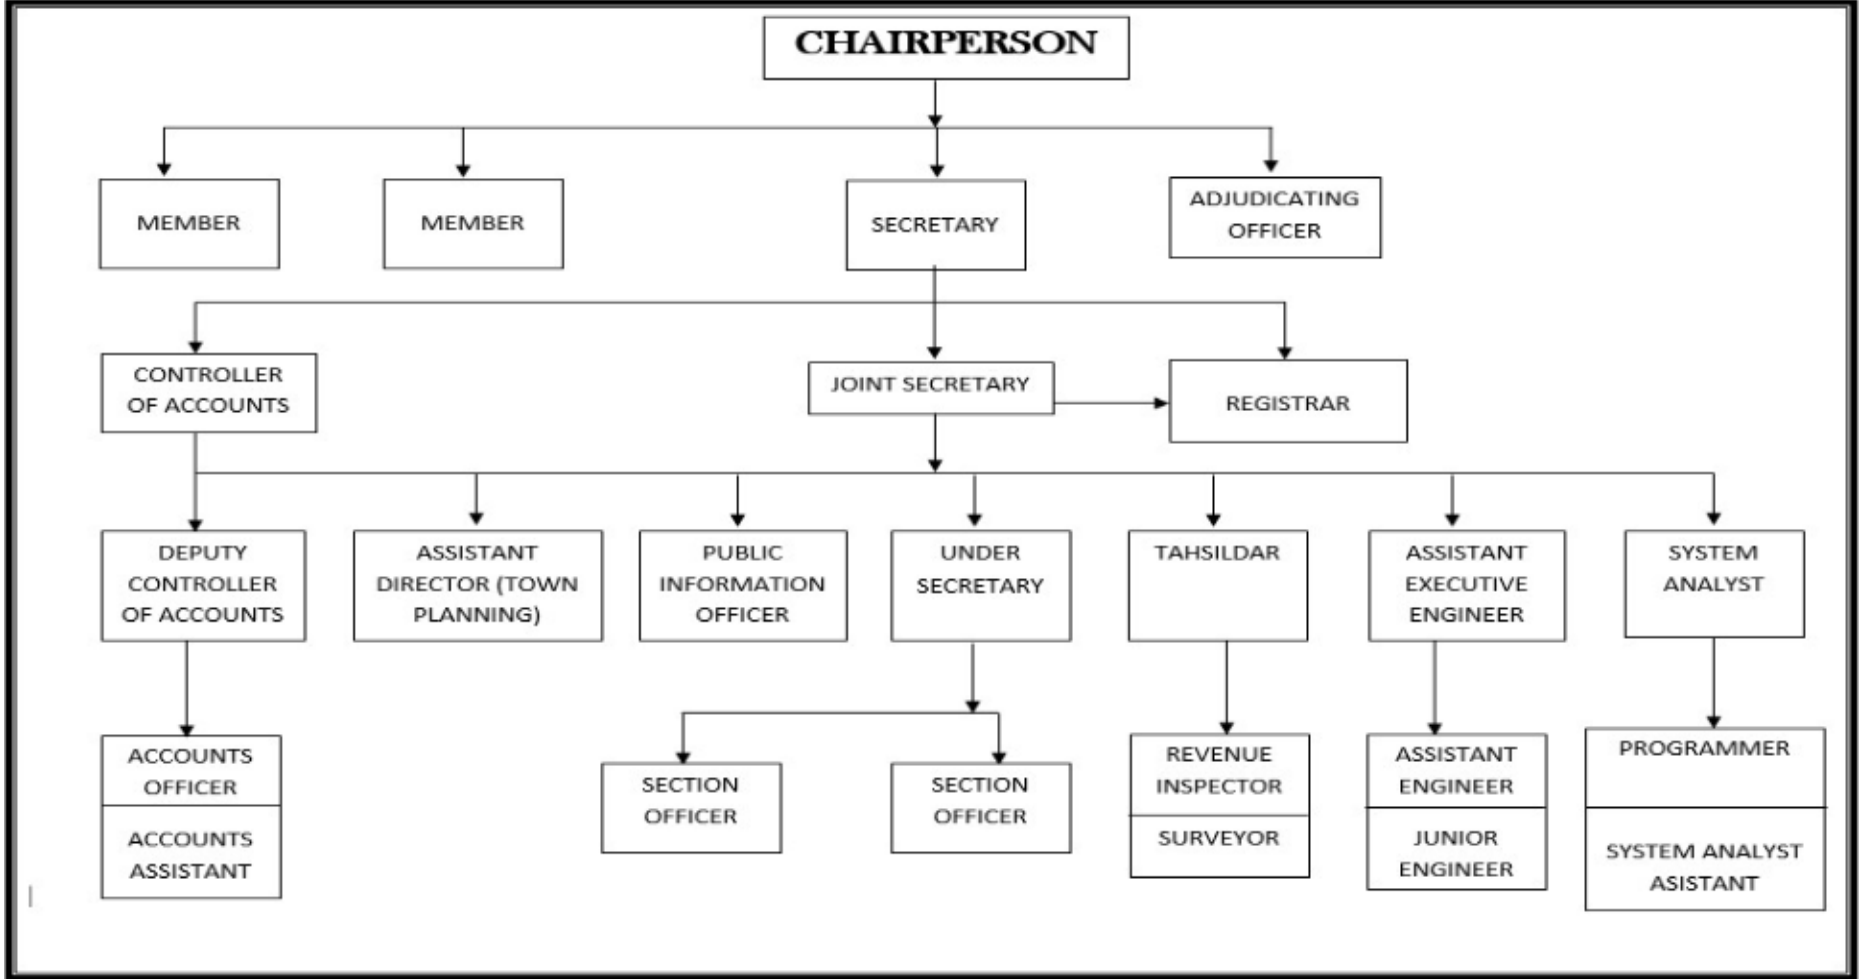 CHAIRPERSON
MEMBER
MEMBER
SECRETARY
ADJUDICATING
OFFICER
CONTROLLER
OF ACCOUNTS
JOINT SECRETARY
REGISTRAR
DEPUTY
CONTROLLER
OF ACCOUNTS
ASSISTANT
DIRECTOR (TOWN
PLANNING)
PUBLIC
INFORMATION
OFFICER
UNDER
SECRETARY
TAHSILDAR
ASSISTANT
EXECUTIVE
ENGINEER
SYSTEM
ANALYST
ACCOUNTS
OFFICER
ACCOUNTS
ASSISTANT
SECTION
OFFICER
SECTION
OFFICER
REVENUE
INSPECTOR
SURVEYOR
ASSISTANT
ENGINEER
JUNIOR
ENGINEER
PROGRAMMER
SYSTEM ANALYST
ASISTANT